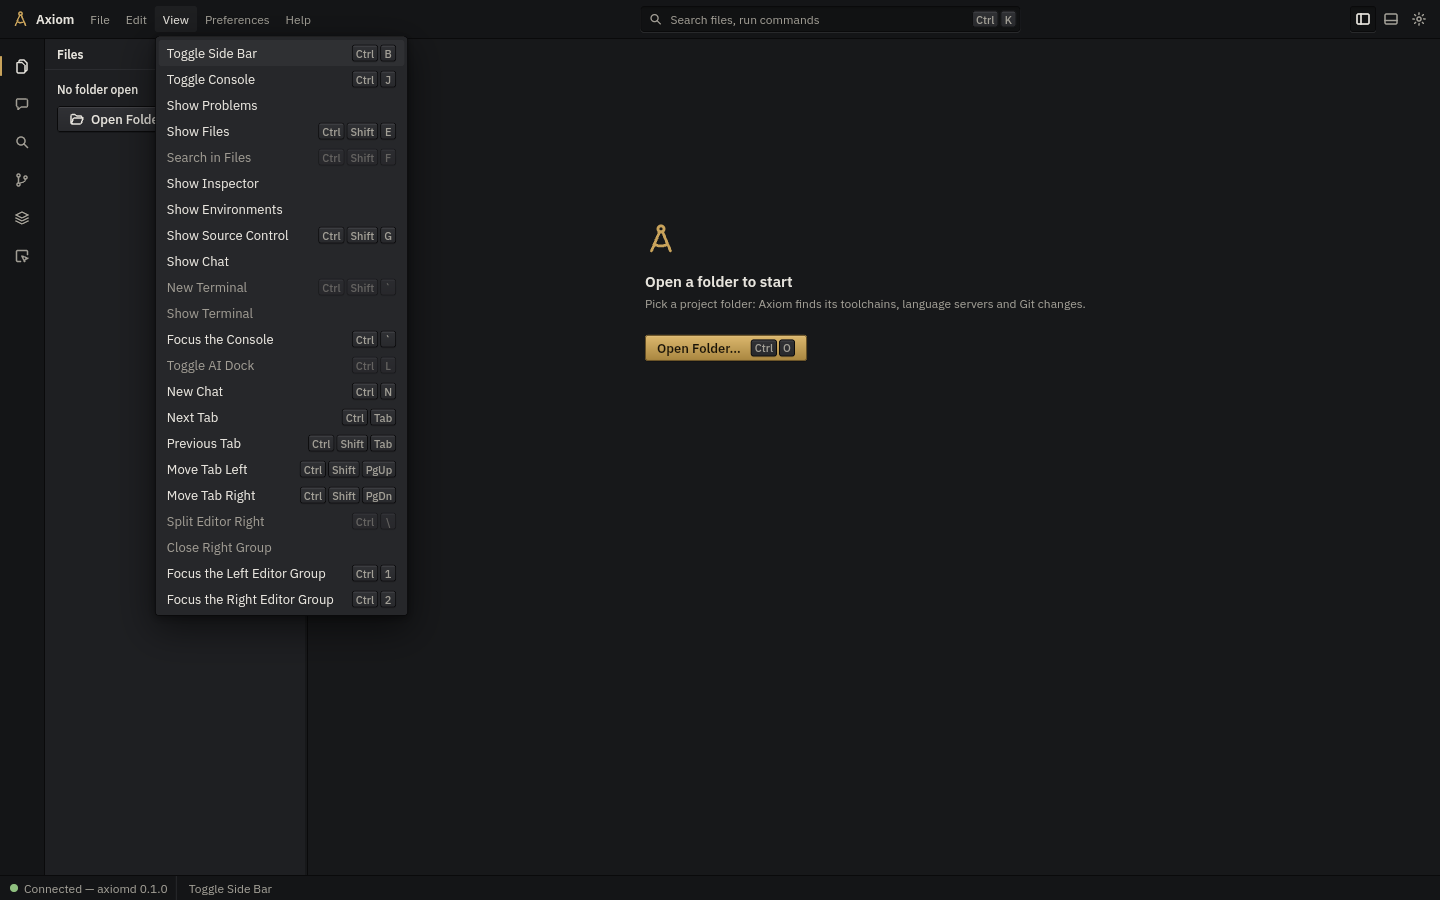 Axiom File Edit View Preferences Help Search files, run commands Ctrl K
Files
No folder open
Open Folde
Toggle Side Bar Ctrl B
Toggle Console Ctrl J
Show Problems
Show Files Ctrl Shift E
Search in Files Ctrl Shift F
Show Inspector
Show Environments
Show Source Control Ctrl Shift G
Show Chat
New Terminal Ctrl Shift `
Show Terminal
Focus the Console Ctrl `
Toggle AI Dock Ctrl L
New Chat Ctrl N
Next Tab Ctrl Tab
Previous Tab Ctrl Shift Tab
Move Tab Left Ctrl Shift PgUp
Move Tab Right Ctrl Shift PgDn
Split Editor Right Ctrl \
Close Right Group
Focus the Left Editor Group Ctrl 1
Focus the Right Editor Group Ctrl 2
Open a folder to start
Pick a project folder: Axiom finds its toolchains, language servers and Git changes.
Open Folder... Ctrl O
Connected — axiomd 0.1.0 Toggle Side Bar